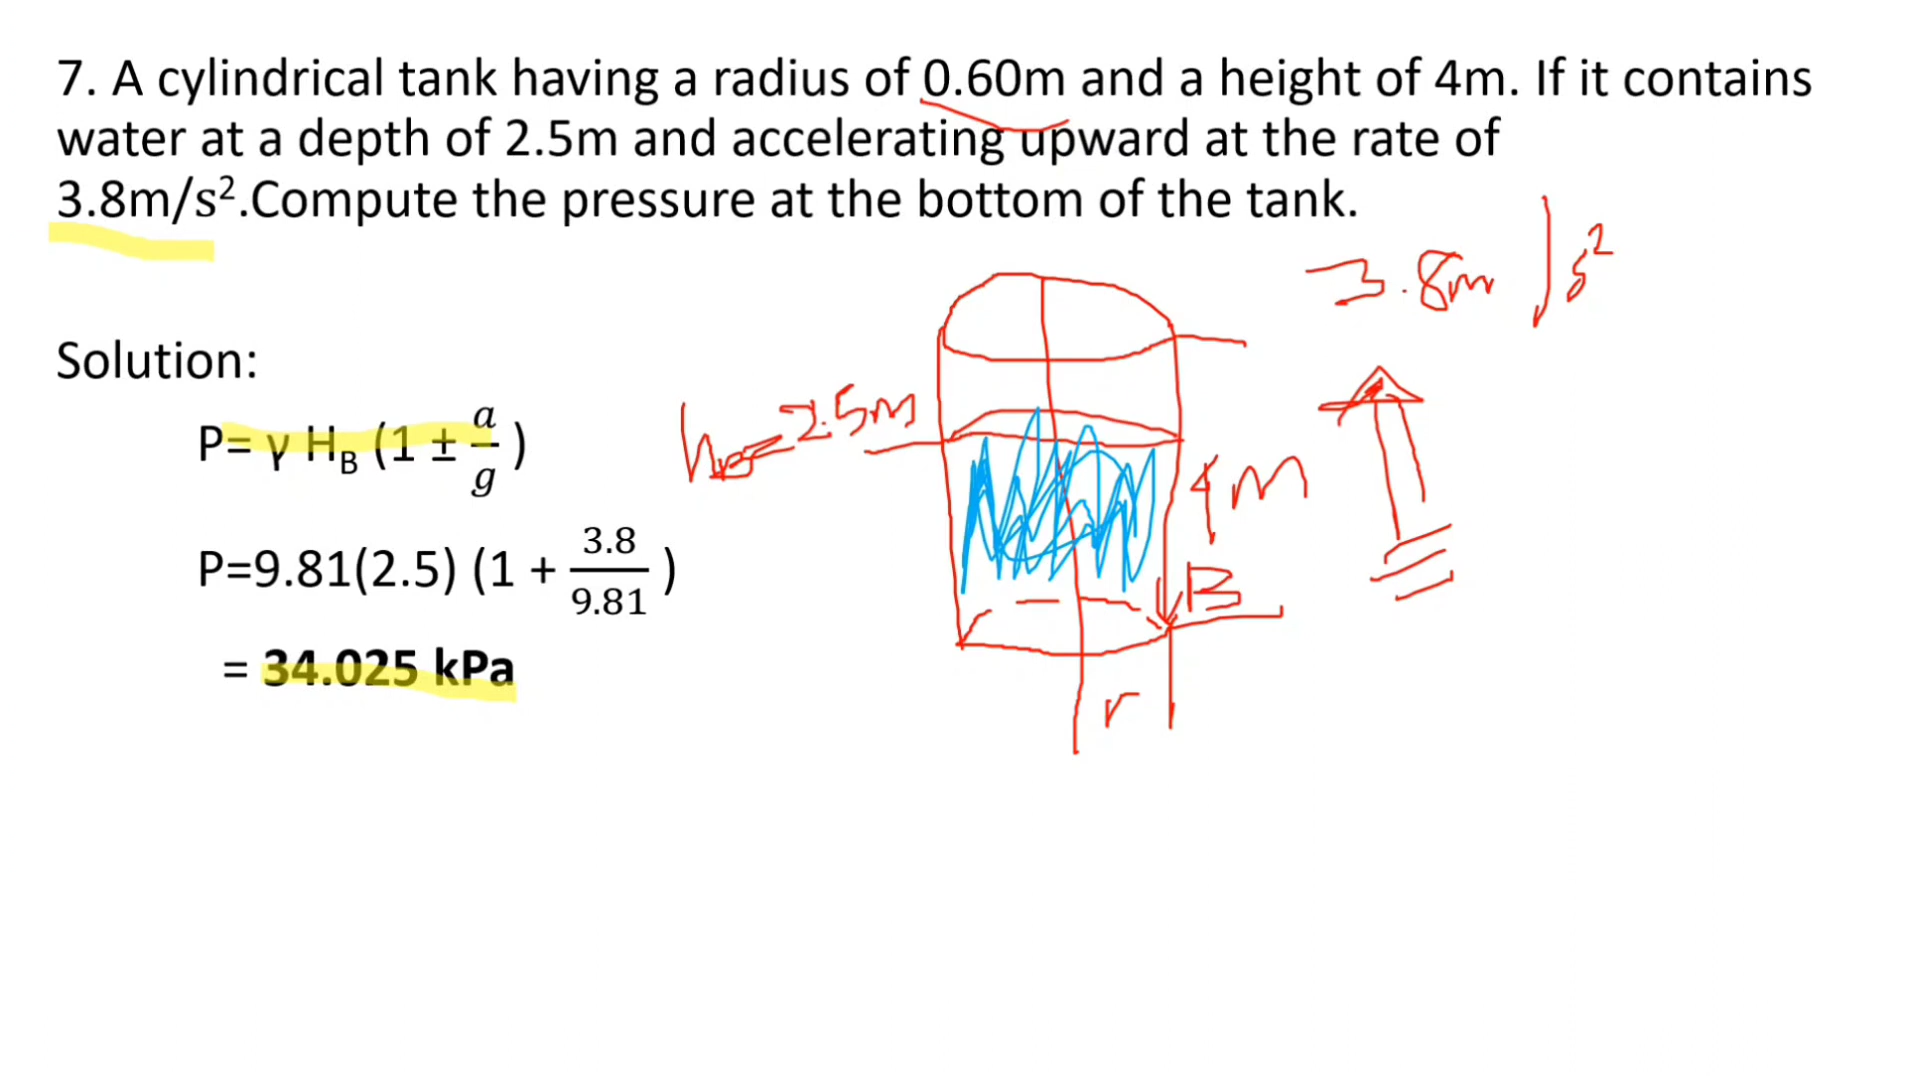 7. A cylindrical tank having a radius of 0.60m and a height of 4m. If it contains
water at a depth of 2.5m and accelerating upward at the rate of
3.8m/s².Compute the pressure at the bottom of the tank.
3.8m/s²
Solution:
h_B=2.5m
P= γ H_B (1 ± a/g)
4m
P=9.81(2.5) (1 + 3.8/9.81)
B
= 34.025 kPa
r